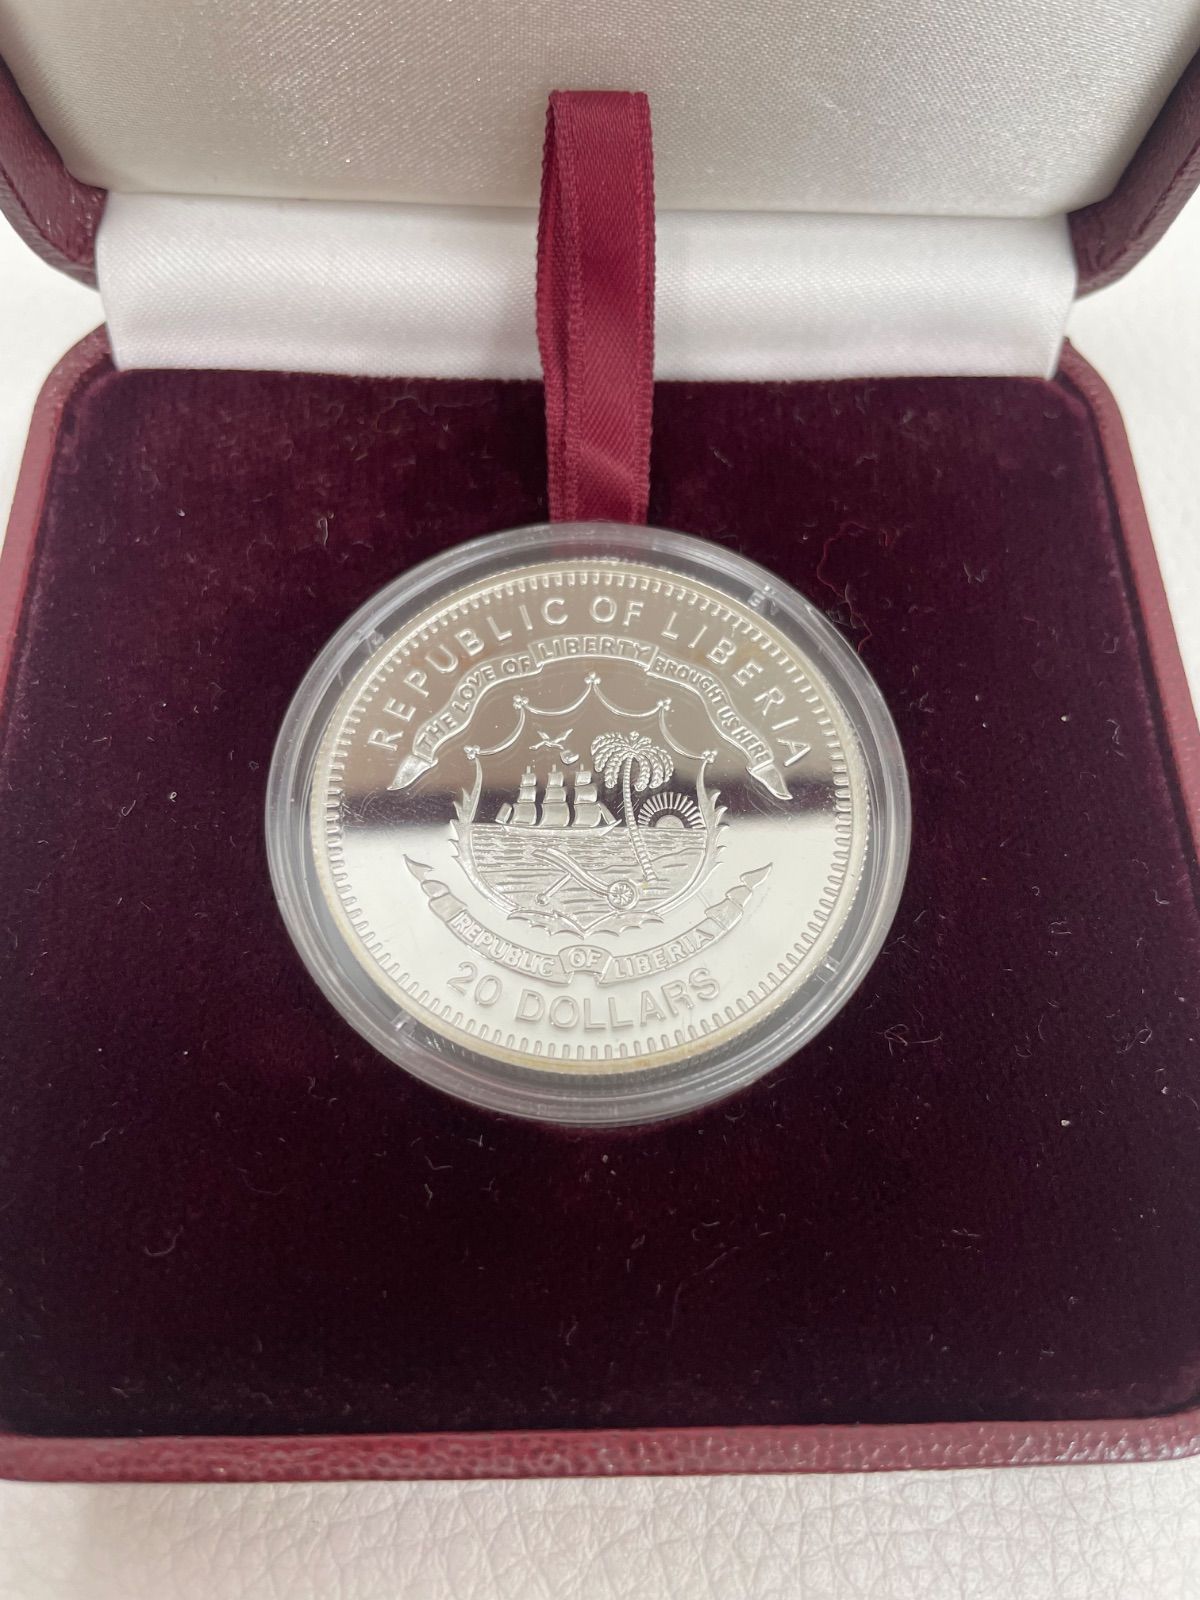 REPUBLIC OF LIBERIA
THE LOVE OF LIBERTY BROUGHT US HERE
REPUBLIC OF LIBERIA
20 DOLLARS